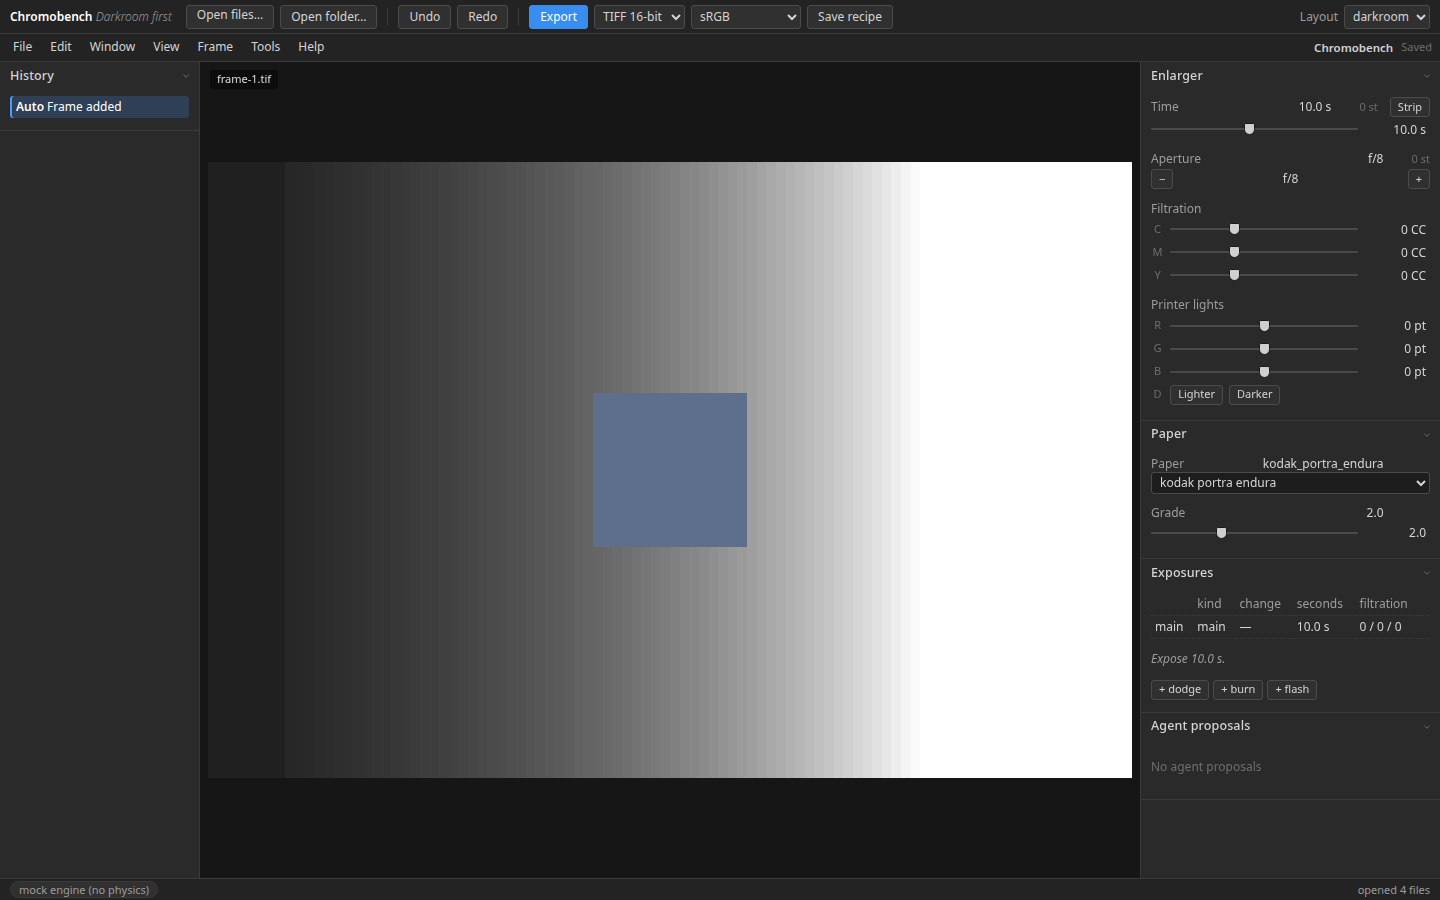 Chromobench Darkroom first Open files... Open folder... Undo Redo Export TIFF 16-bit sRGB Save recipe Layout darkroom
File Edit Window View Frame Tools Help Chromobench Saved
History
Auto Frame added
frame-1.tif
Enlarger
Time 10.0 s 0 st Strip
10.0 s
Aperture f/8 0 st
− f/8 +
Filtration
C 0 CC
M 0 CC
Y 0 CC
Printer lights
R 0 pt
G 0 pt
B 0 pt
D Lighter Darker
Paper
Paper kodak_portra_endura
kodak portra endura
Grade 2.0
2.0
Exposures
kind change seconds filtration
main main — 10.0 s 0 / 0 / 0
Expose 10.0 s.
+ dodge + burn + flash
Agent proposals
No agent proposals
mock engine (no physics) opened 4 files